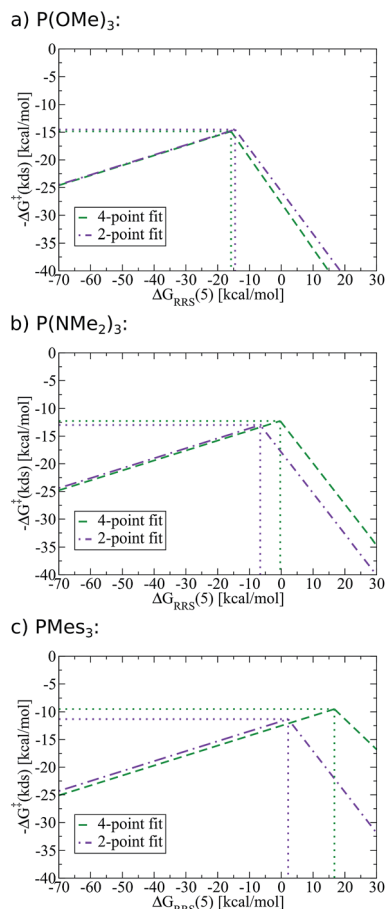 a) P(OMe)₃:
0
-5
-10
-15
-20
-25
-30
-35
-40
-ΔG‡(kds) [kcal/mol]
4-point fit
2-point fit
-70 -60 -50 -40 -30 -20 -10 0 10 20 30
ΔG_RRS(5) [kcal/mol]
b) P(NMe₂)₃:
0
-5
-10
-15
-20
-25
-30
-35
-40
-ΔG‡(kds) [kcal/mol]
4-point fit
2-point fit
-70 -60 -50 -40 -30 -20 -10 0 10 20 30
ΔG_RRS(5) [kcal/mol]
c) PMes₃:
0
-5
-10
-15
-20
-25
-30
-35
-40
-ΔG‡(kds) [kcal/mol]
4-point fit
2-point fit
-70 -60 -50 -40 -30 -20 -10 0 10 20 30
ΔG_RRS(5) [kcal/mol]